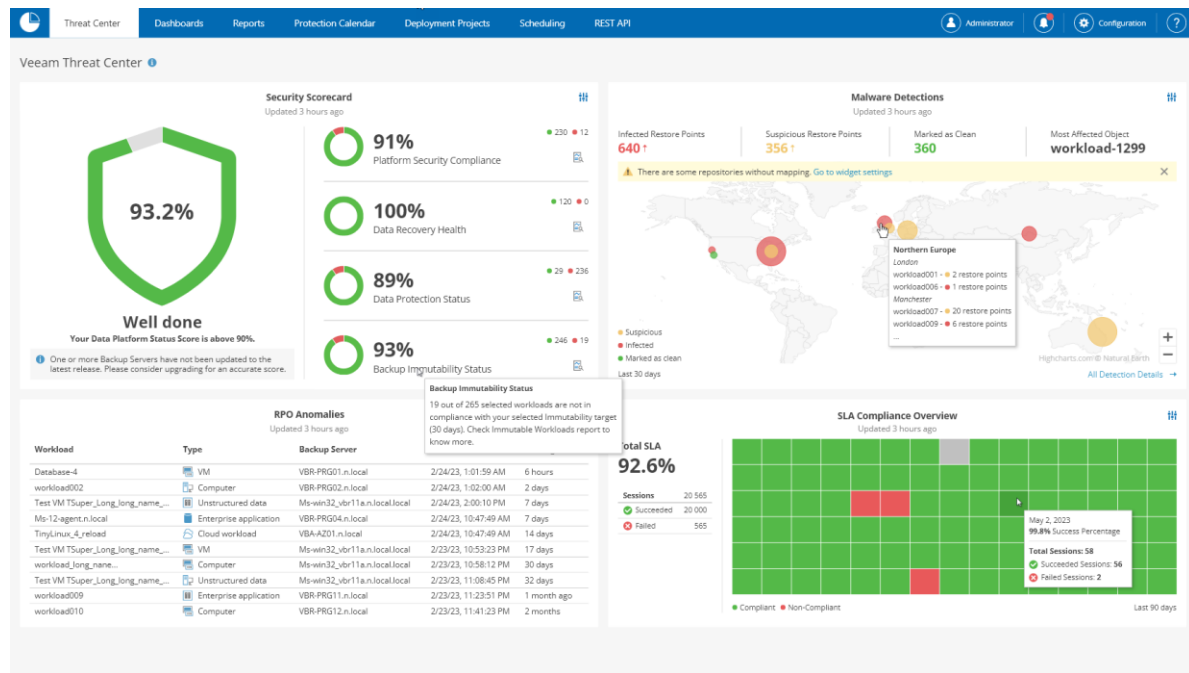 Threat Center
Dashboards
Reports
Protection Calendar
Deployment Projects
Scheduling
REST API
Administrator
Configuration
?
Veeam Threat Center
Security Scorecard
Updated 3 hours ago
93.2%
Well done
Your Data Platform Status Score is above 90%.
One or more Backup Servers have not been updated to the
latest release. Please consider upgrading for an accurate score.
91%
Platform Security Compliance
230 12
100%
Data Recovery Health
120 0
89%
Data Protection Status
29 236
93%
Backup Immutability Status
246 19
Backup Immutability Status
19 out of 265 selected workloads are not in
compliance with your selected Immutability target
(30 days). Check Immutable Workloads report to
know more.
Malware Detections
Updated 3 hours ago
Infected Restore Points
640↑
Suspicious Restore Points
356↑
Marked as Clean
360
Most Affected Object
workload-1299
There are some repositories without mapping. Go to widget settings
Northern Europe
London
workload001 - 2 restore points
workload006 - 1 restore points
Manchester
workload007 - 20 restore points
workload009 - 6 restore points
...
Suspicious
Infected
Marked as clean
Last 30 days
+
−
Highcharts.com © Natural Earth
All Detection Details →
RPO Anomalies
Updated 3 hours ago
Workload Type Backup Server
Database-4 VM VBR-PRG01.n.local 2/24/23, 1:01:59 AM 6 hours
workload002 Computer VBR-PRG02.n.local 2/24/23, 1:02:00 AM 2 days
Test VM TSuper_Long_long_name_... Unstructured data Ms-win32_vbr11a.n.local.local 2/24/23, 2:00:10 PM 7 days
Ms-12-agent.n.local Enterprise application VBR-PRG04.n.local 2/24/23, 10:47:49 AM 7 days
TinyLinux_4_reload Cloud workload VBA-AZ01.n.local 2/24/23, 10:47:49 AM 14 days
Test VM TSuper_Long_long_name_... VM Ms-win32_vbr11a.n.local.local 2/23/23, 10:53:23 PM 17 days
workload_long_nane... Computer Ms-win32_vbr11a.n.local.local 2/23/23, 10:58:12 PM 30 days
Test VM TSuper_Long_long_name_... Unstructured data Ms-win32_vbr11a.n.local.local 2/23/23, 11:08:45 PM 32 days
workload009 Enterprise application VBR-PRG11.n.local 2/23/23, 11:23:51 PM 1 month ago
workload010 Computer VBR-PRG12.n.local 2/23/23, 11:41:23 PM 2 months
SLA Compliance Overview
Updated 3 hours ago
Total SLA
92.6%
Sessions 20 565
Succeeded 20 000
Failed 565
May 2, 2023
99.8% Success Percentage
Total Sessions: 58
Succeeded Sessions: 56
Failed Sessions: 2
Compliant Non-Compliant
Last 90 days